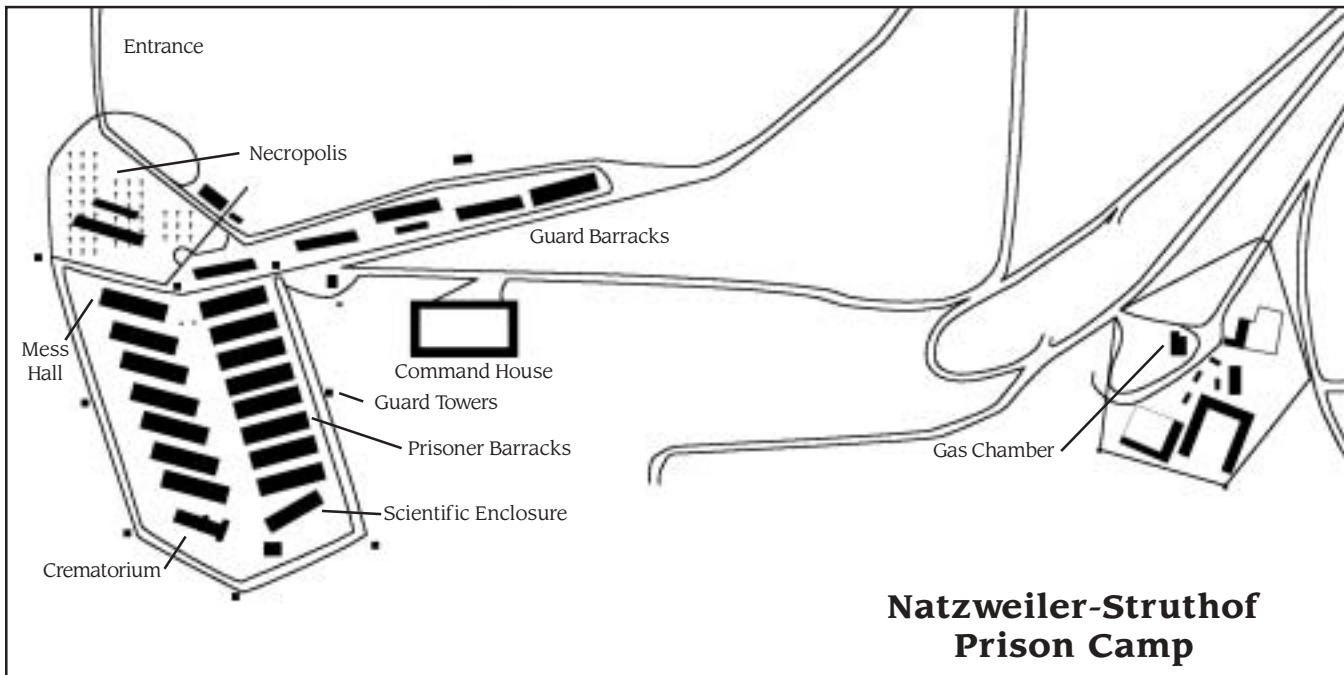 Entrance
Necropolis
Guard Barracks
Mess
Hall
Command House
Guard Towers
Prisoner Barracks
Gas Chamber
Scientific Enclosure
Crematorium
Natzweiler-Struthof
Prison Camp